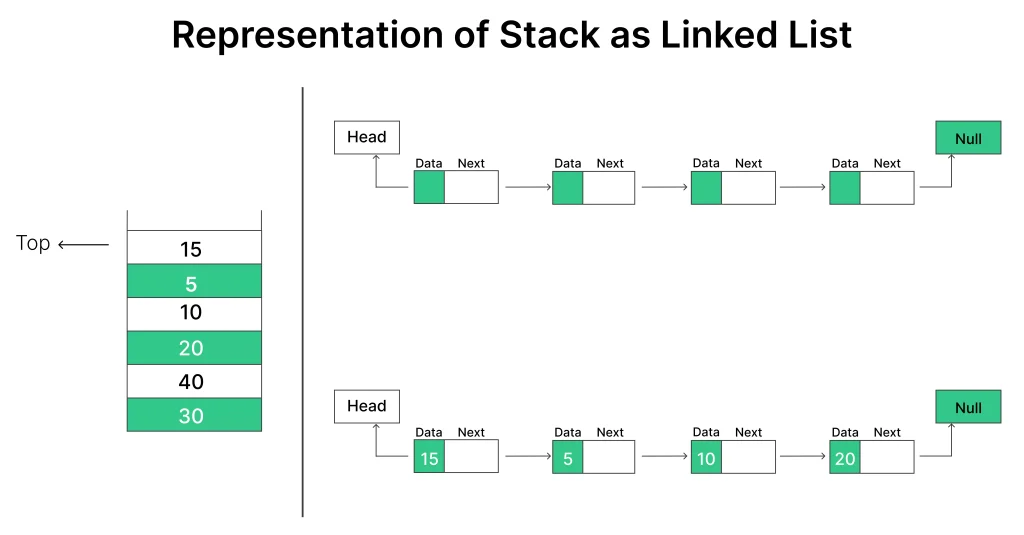 Representation of Stack as Linked List
Top
15
5
10
20
40
30
Head
Null
Data Next Data Next Data Next Data Next
Head
Null
Data Next Data Next Data Next Data Next
15 5 10 20